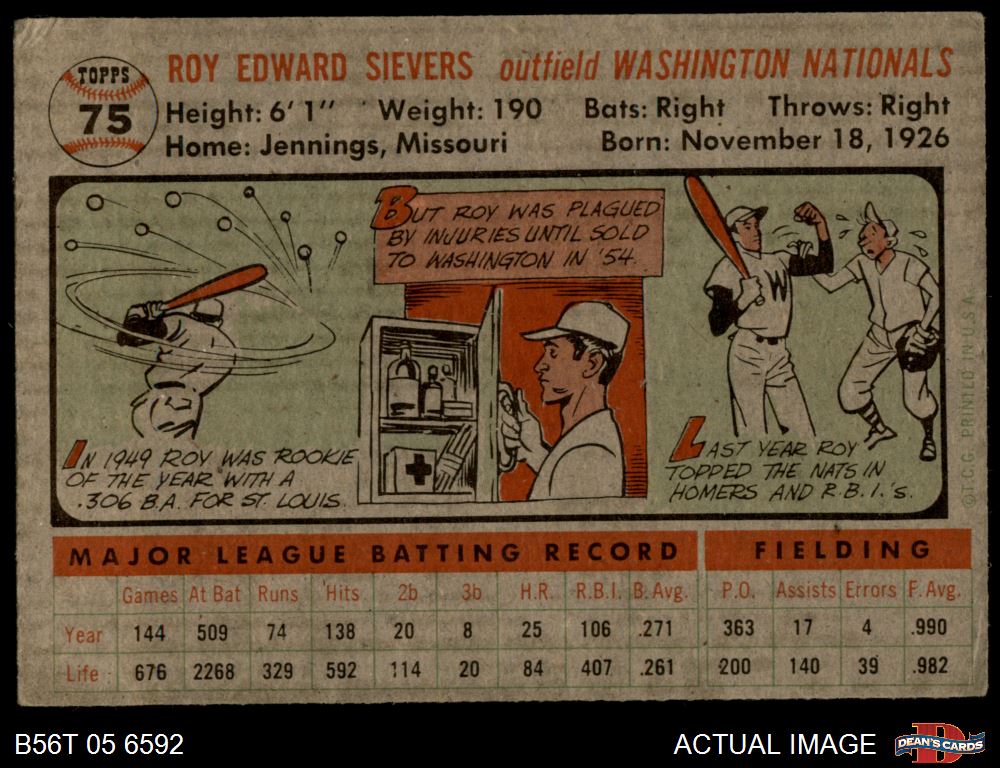 TOPPS
75
ROY EDWARD SIEVERS outfield WASHINGTON NATIONALS
Height: 6' 1" Weight: 190 Bats: Right Throws: Right
Home: Jennings, Missouri Born: November 18, 1926
IN 1949 ROY WAS ROOKIE
OF THE YEAR WITH A
.306 B.A. FOR ST. LOUIS.
BUT ROY WAS PLAGUED
BY INJURIES UNTIL SOLD
TO WASHINGTON IN '54.
W
LAST YEAR ROY
TOPPED THE NATS IN
HOMERS AND R.B.I.'s.
© T.C.G. PRINTED IN U.S.A.
MAJOR LEAGUE BATTING RECORD FIELDING
Games At Bat Runs Hits 2b 3b H.R. R.B.I. B. Avg. P.O. Assists Errors F. Avg.
Year 144 509 74 138 20 8 25 106 .271 363 17 4 .990
Life 676 2268 329 592 114 20 84 407 .261 200 140 39 .982
B56T 05 6592
ACTUAL IMAGE
D
DEAN'S CARDS